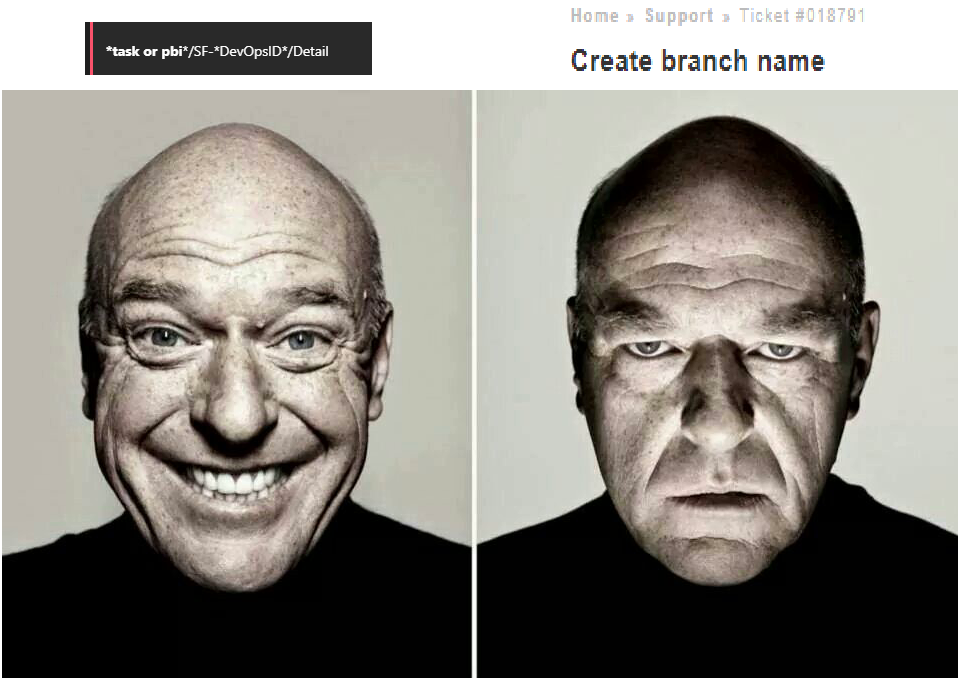 *task or pbi*/SF-*DevOpsID*/Detail
Home » Support » Ticket #018791
Create branch name